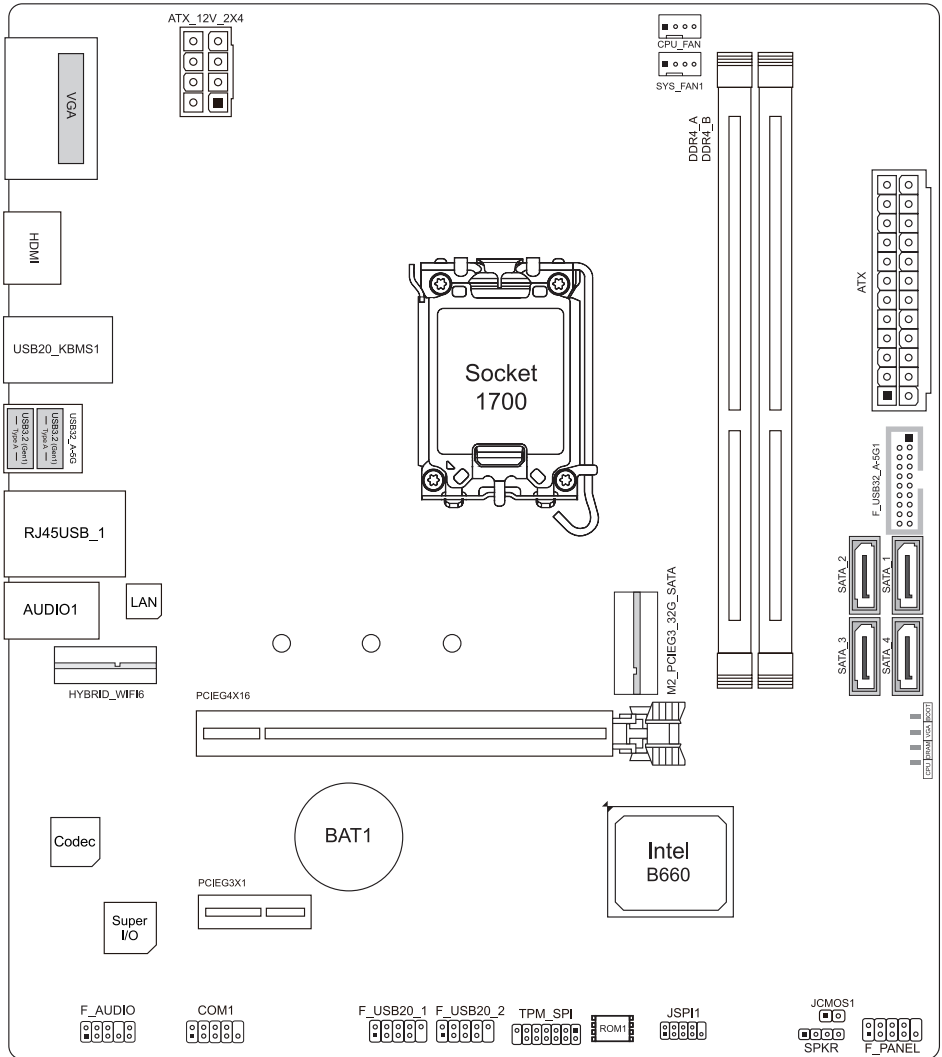 ATX_12V_2X4
CPU_FAN
SYS_FAN1
VGA
DDR4_A
DDR4_B
HDMI
ATX
USB20_KBMS1
Socket
1700
USB32_A-5G
USB3.2 (Gen1)
Type A
USB3.2 (Gen1)
Type A
F_USB32_A-5G1
RJ45USB_1
SATA_2
SATA_1
AUDIO1
LAN
M2_PCIEG3_32G_SATA
SATA_3
SATA_4
HYBRID_WIFI6
PCIEG4X16
BOOT
VGA
DRAM
CPU
BAT1
Codec
Intel
B660
PCIEG3X1
Super
I/O
F_AUDIO
COM1
F_USB20_1
F_USB20_2
TPM_SPI
ROM1
JSPI1
JCMOS1
SPKR
F_PANEL